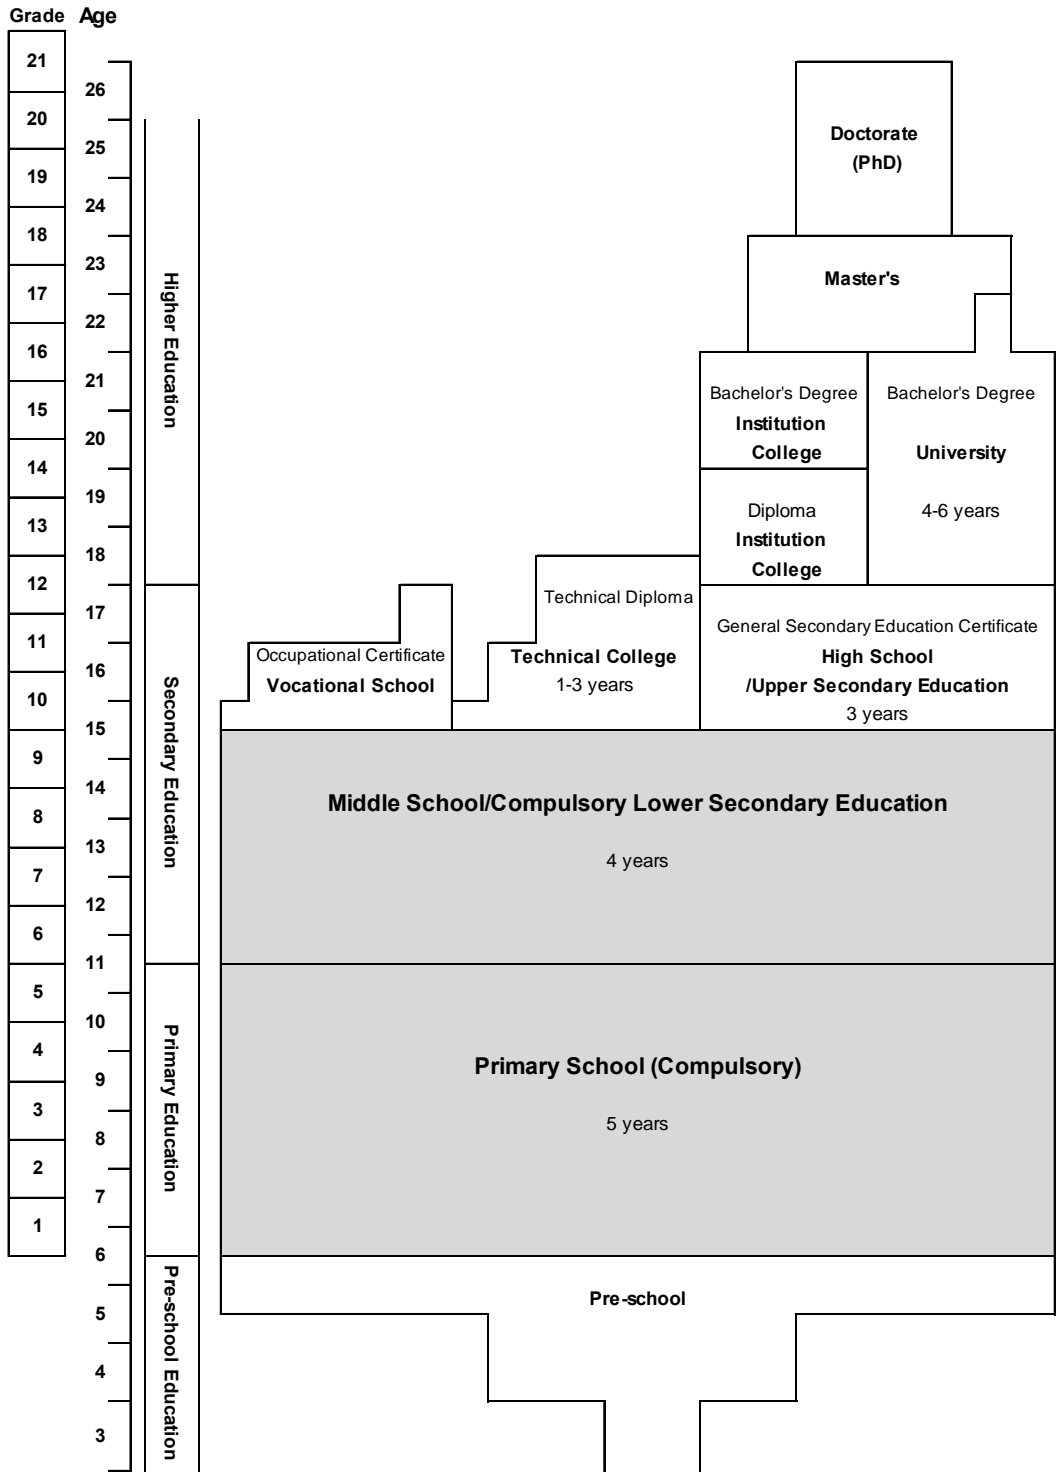 Grade Age
21
26
20
25
19
24
18
23
17
22
16
21
15
20
14
19
13
18
12
17
11
16
10
15
9
14
8
13
7
12
6
11
5
10
4
9
3
8
2
7
1
6
5
4
3
Higher Education
Secondary Education
Primary Education
Pre-school Education
Doctorate
(PhD)
Master's
Bachelor's Degree
Institution
College
Bachelor's Degree
University
4-6 years
Diploma
Institution
College
Technical Diploma
Technical College
1-3 years
Occupational Certificate
Vocational School
General Secondary Education Certificate
High School
/Upper Secondary Education
3 years
Middle School/Compulsory Lower Secondary Education
4 years
Primary School (Compulsory)
5 years
Pre-school